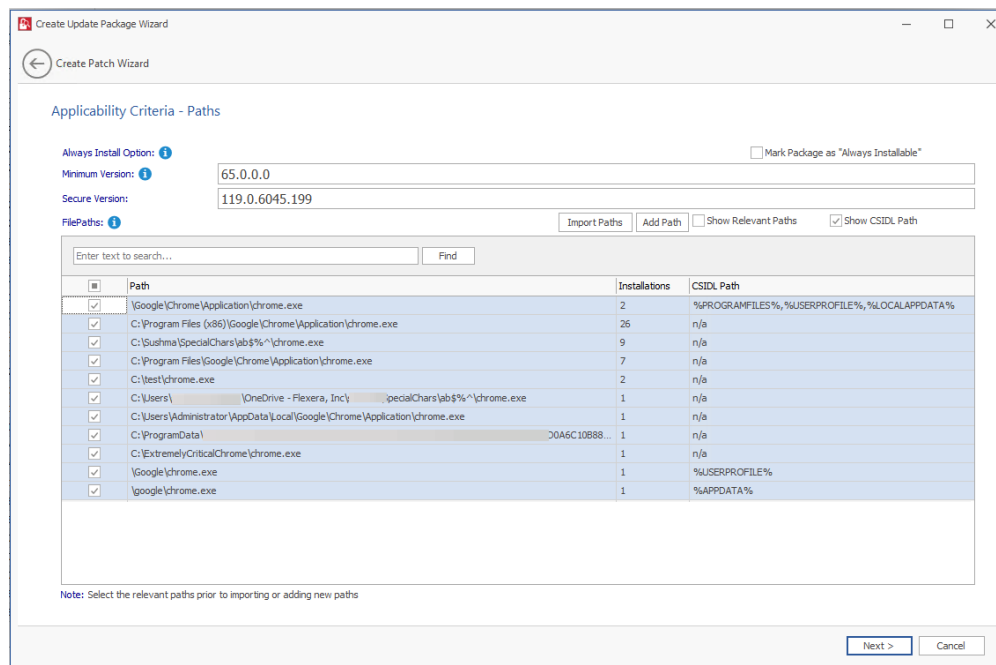 Create Update Package Wizard
Create Patch Wizard
Applicability Criteria - Paths
Always Install Option: Mark Package as "Always Installable"
Minimum Version: 65.0.0.0
Secure Version: 119.0.6045.199
FilePaths: Import Paths Add Path Show Relevant Paths Show CSIDL Path
Enter text to search... Find
Path Installations CSIDL Path
\Google\Chrome\Application\chrome.exe 2 %PROGRAMFILES%,%USERPROFILE%,%LOCALAPPDATA%
C:\Program Files (x86)\Google\Chrome\Application\chrome.exe 26 n/a
C:\Sushma\SpecialChars\ab$%^\chrome.exe 9 n/a
C:\Program Files\Google\Chrome\Application\chrome.exe 7 n/a
C:\test\chrome.exe 2 n/a
C:\Users\ \OneDrive - Flexera, Inc\ pecialChars\ab$%^\chrome.exe 1 n/a
C:\Users\Administrator\AppData\Local\Google\Chrome\Application\chrome.exe 1 n/a
C:\ProgramData\ D0A6C10B88... 1 n/a
C:\ExtremelyCriticalChrome\chrome.exe 1 n/a
\Google\chrome.exe 1 %USERPROFILE%
\google\chrome.exe 1 %APPDATA%
Note: Select the relevant paths prior to importing or adding new paths
Next > Cancel